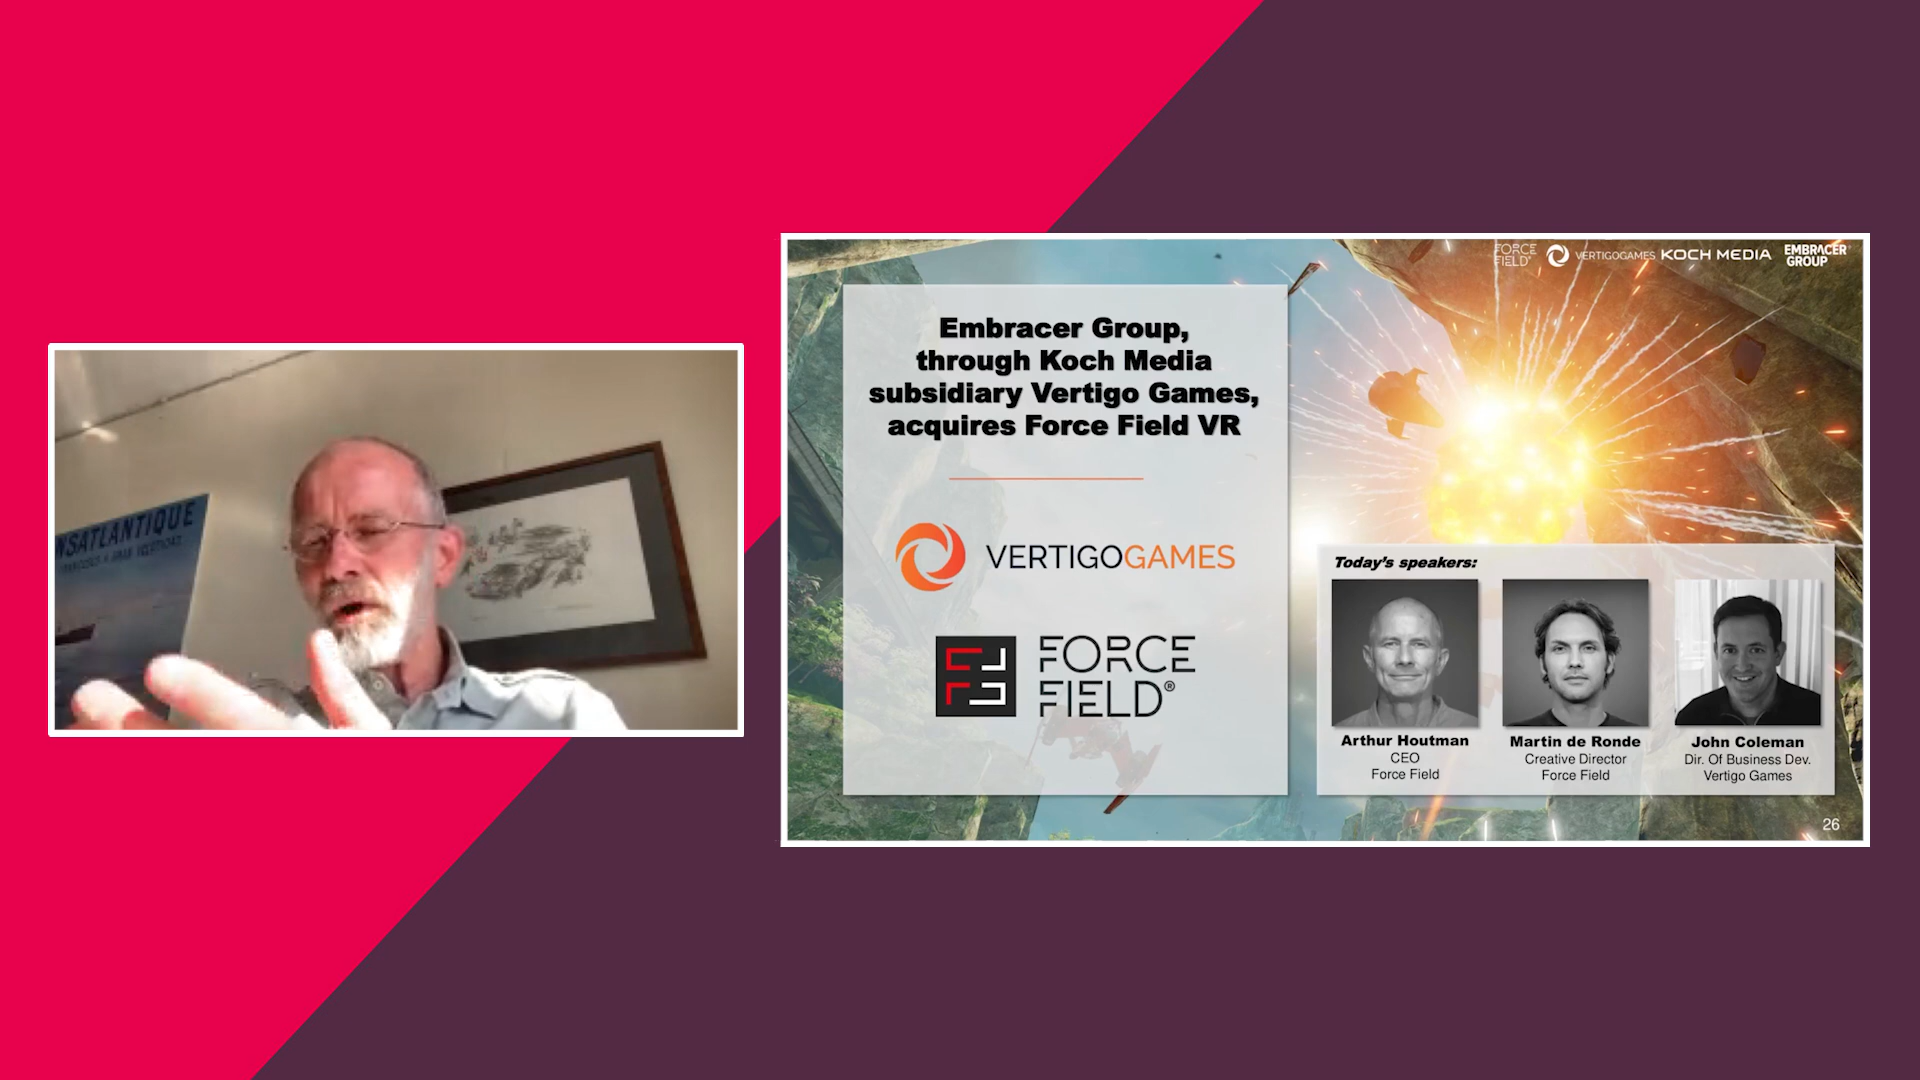 NSATLANTIQUE
FORCE
FIELD®
VERTIGOGAMES
KOCH MEDIA
EMBRACER
GROUP
Embracer Group,
through Koch Media
subsidiary Vertigo Games,
acquires Force Field VR
VERTIGOGAMES
FORCE
FIELD®
Today's speakers:
Arthur Houtman
CEO
Force Field
Martin de Ronde
Creative Director
Force Field
John Coleman
Dir. Of Business Dev.
Vertigo Games
26